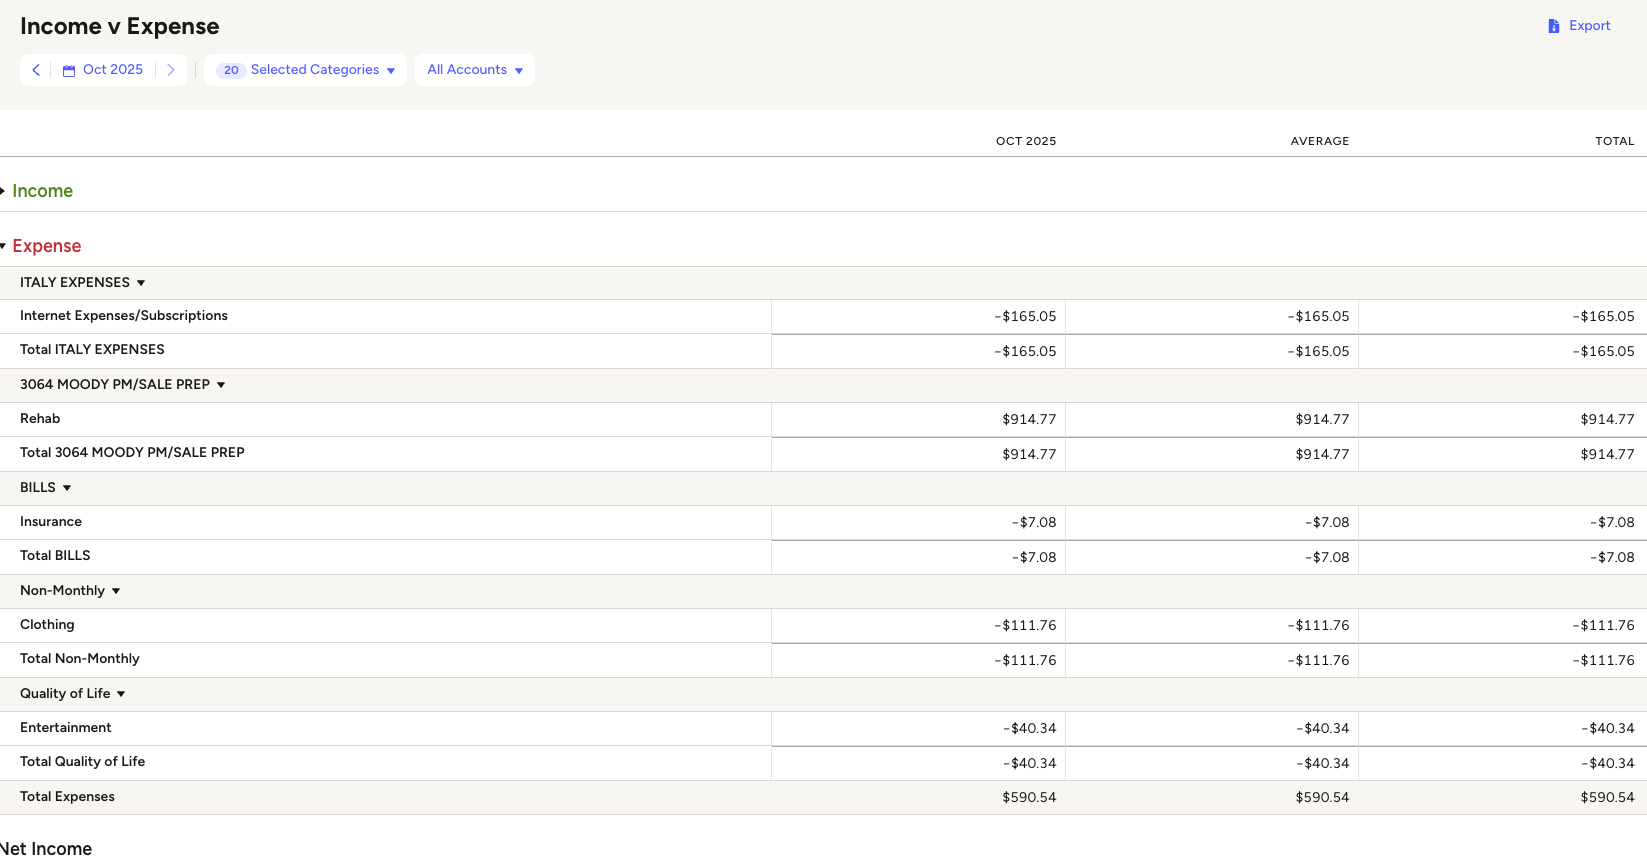 Income v Expense
Export
Oct 2025
20 Selected Categories
All Accounts
OCT 2025 AVERAGE TOTAL
Income
Expense
ITALY EXPENSES
Internet Expenses/Subscriptions -$165.05 -$165.05 -$165.05
Total ITALY EXPENSES -$165.05 -$165.05 -$165.05
3064 MOODY PM/SALE PREP
Rehab $914.77 $914.77 $914.77
Total 3064 MOODY PM/SALE PREP $914.77 $914.77 $914.77
BILLS
Insurance -$7.08 -$7.08 -$7.08
Total BILLS -$7.08 -$7.08 -$7.08
Non-Monthly
Clothing -$111.76 -$111.76 -$111.76
Total Non-Monthly -$111.76 -$111.76 -$111.76
Quality of Life
Entertainment -$40.34 -$40.34 -$40.34
Total Quality of Life -$40.34 -$40.34 -$40.34
Total Expenses $590.54 $590.54 $590.54
Net Income